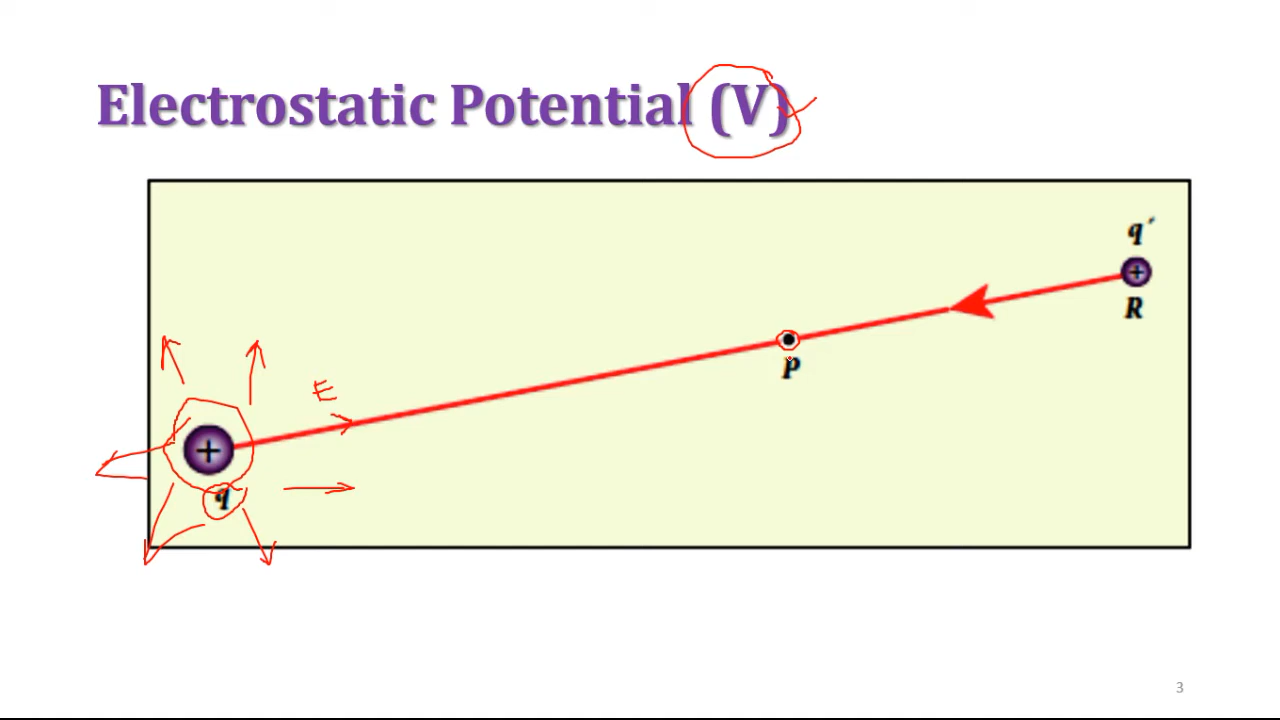 Electrostatic Potential (V)
q´
+
R
P
E
+
q
3